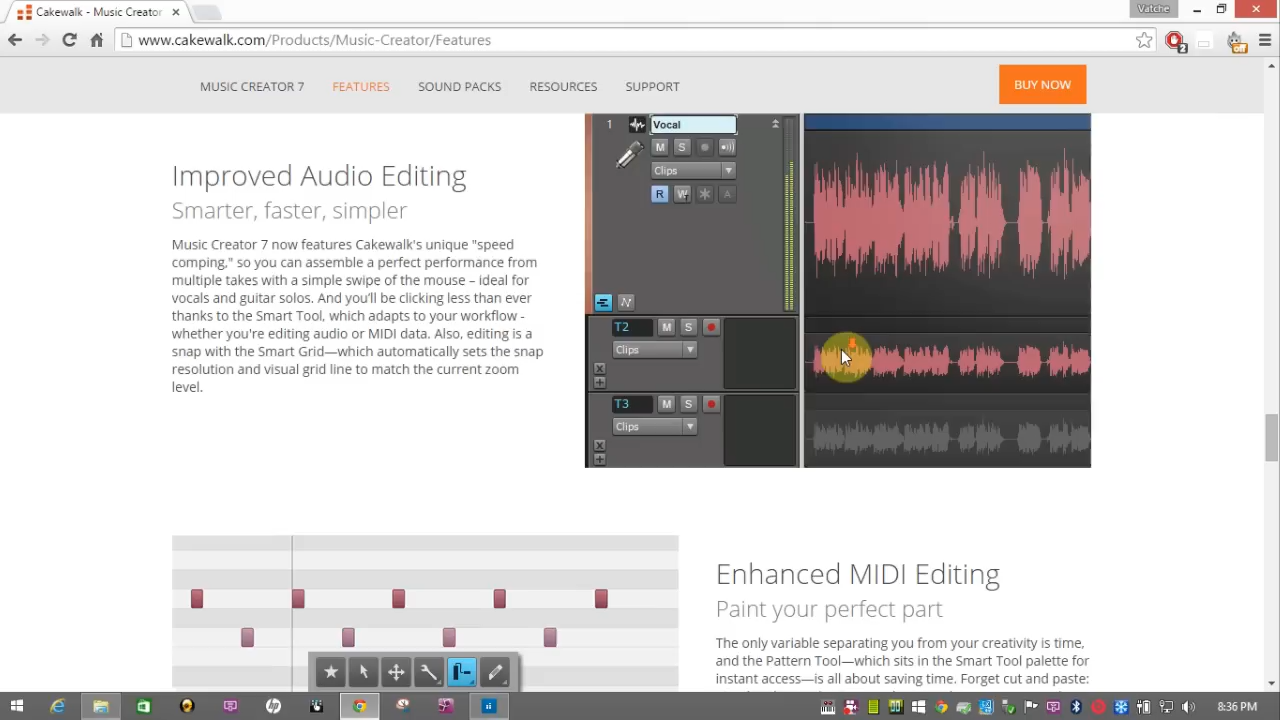 Cakewalk - Music Creator
Vatche
www.cakewalk.com/Products/Music-Creator/Features
2
off
MUSIC CREATOR 7
FEATURES
SOUND PACKS
RESOURCES
SUPPORT
BUY NOW
Improved Audio Editing
Smarter, faster, simpler
Music Creator 7 now features Cakewalk's unique "speed
comping," so you can assemble a perfect performance from
multiple takes with a simple swipe of the mouse – ideal for
vocals and guitar solos. And you'll be clicking less than ever
thanks to the Smart Tool, which adapts to your workflow -
whether you're editing audio or MIDI data. Also, editing is a
snap with the Smart Grid—which automatically sets the snap
resolution and visual grid line to match the current zoom
level.
1
Vocal
M
S
Clips
R
W
A
T2
M
S
Clips
T3
M
S
Clips
Enhanced MIDI Editing
Paint your perfect part
The only variable separating you from your creativity is time,
and the Pattern Tool—which sits in the Smart Tool palette for
instant access—is all about saving time. Forget cut and paste:
8:36 PM